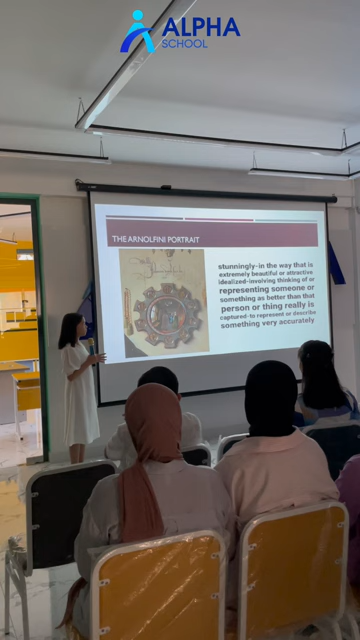 ALPHA
SCHOOL
THE ARNOLFINI PORTRAIT
stunningly-in the way that is
extremely beautiful or attractive
idealized-involving thinking of or
representing someone or
something as better than that
person or thing really is
captured-to represent or describe
something very accurately